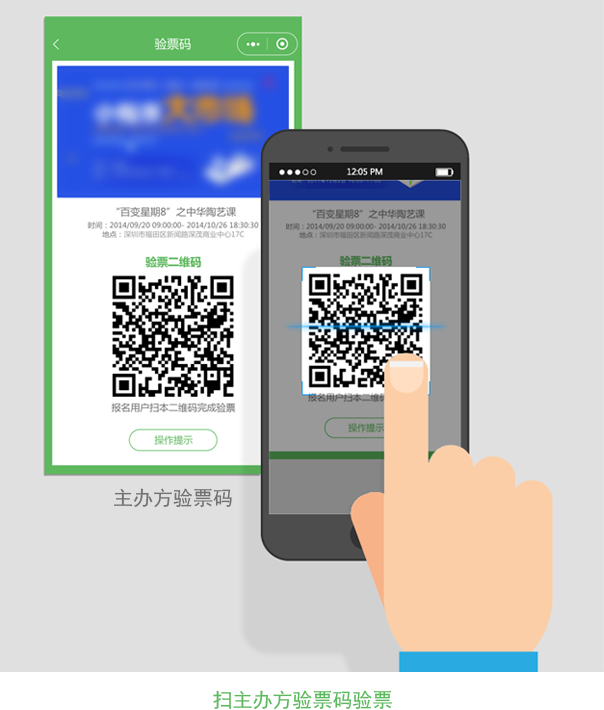 验票码
大市场
“百变星期8”之中华陶艺课
时间：2014/09/20 09:00:00- 2014/10/26 18:30:30
地点：深圳市福田区新闻路深茂商业中心17C
验票二维码
报名用户扫本二维码完成验票
操作提示
主办方验票码
12:05 PM
“百变星期8”之中华陶艺课
时间：2014/09/20 09:00:00- 2014/10/26 18:30:30
地点：深圳市福田区新闻路深茂商业中心17C
验票二维码
报名用户扫本二维码
操作提示
扫主办方验票码验票